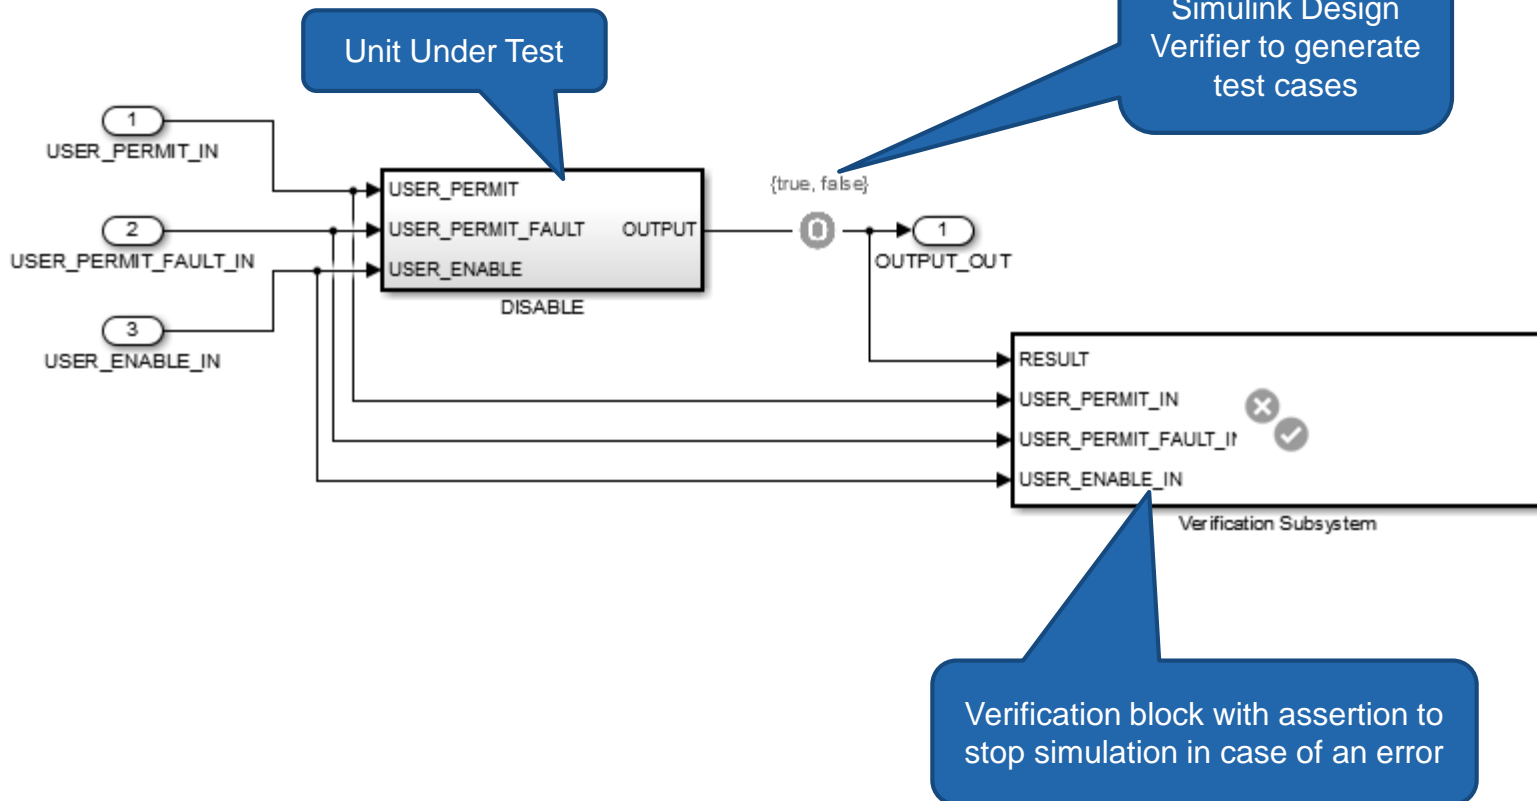 Simulink Design
Verifier to generate
test cases
Unit Under Test
1
USER_PERMIT_IN
2
USER_PERMIT_FAULT_IN
3
USER_ENABLE_IN
USER_PERMIT
USER_PERMIT_FAULT
OUTPUT
USER_ENABLE
DISABLE
{true, false}
1
OUTPUT_OUT
RESULT
USER_PERMIT_IN
USER_PERMIT_FAULT_IN
USER_ENABLE_IN
Verification Subsystem
Verification block with assertion to
stop simulation in case of an error